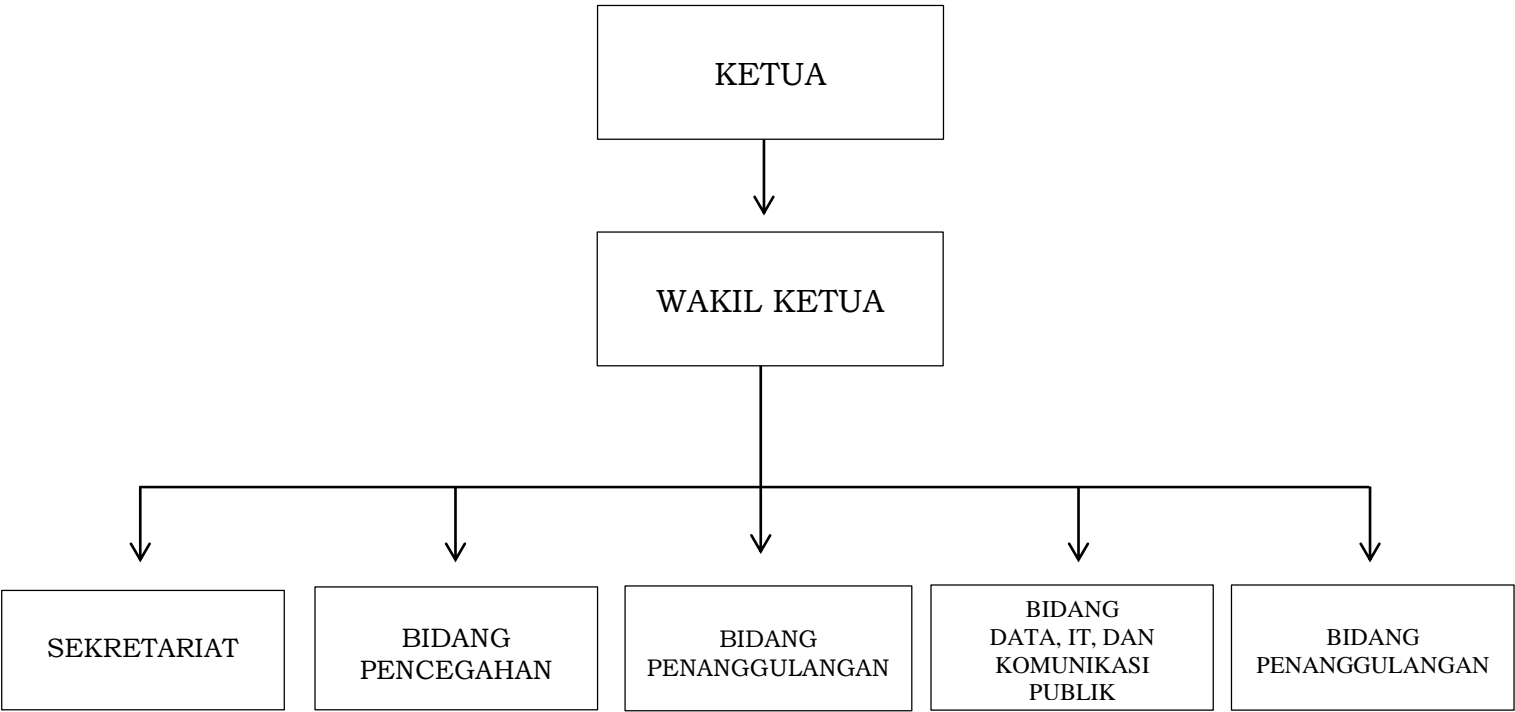 KETUA
WAKIL KETUA
SEKRETARIAT
BIDANG
PENCEGAHAN
BIDANG
PENANGGULANGAN
BIDANG
DATA, IT, DAN
KOMUNIKASI
PUBLIK
BIDANG
PENANGGULANGAN